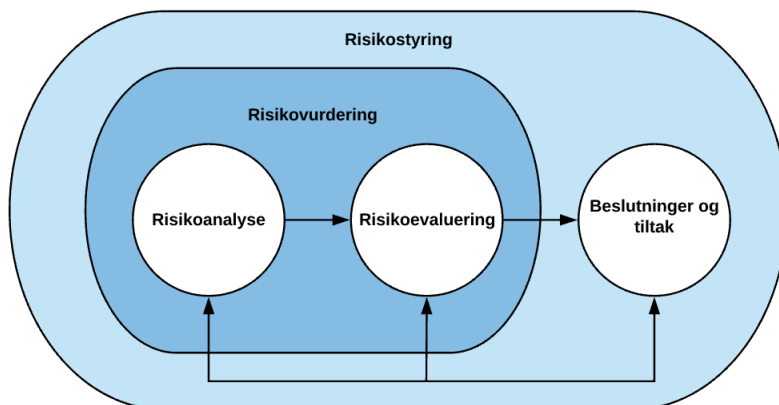 Risikostyring
Risikovurdering
Risikoanalyse
Risikoevaluering
Beslutninger og
tiltak